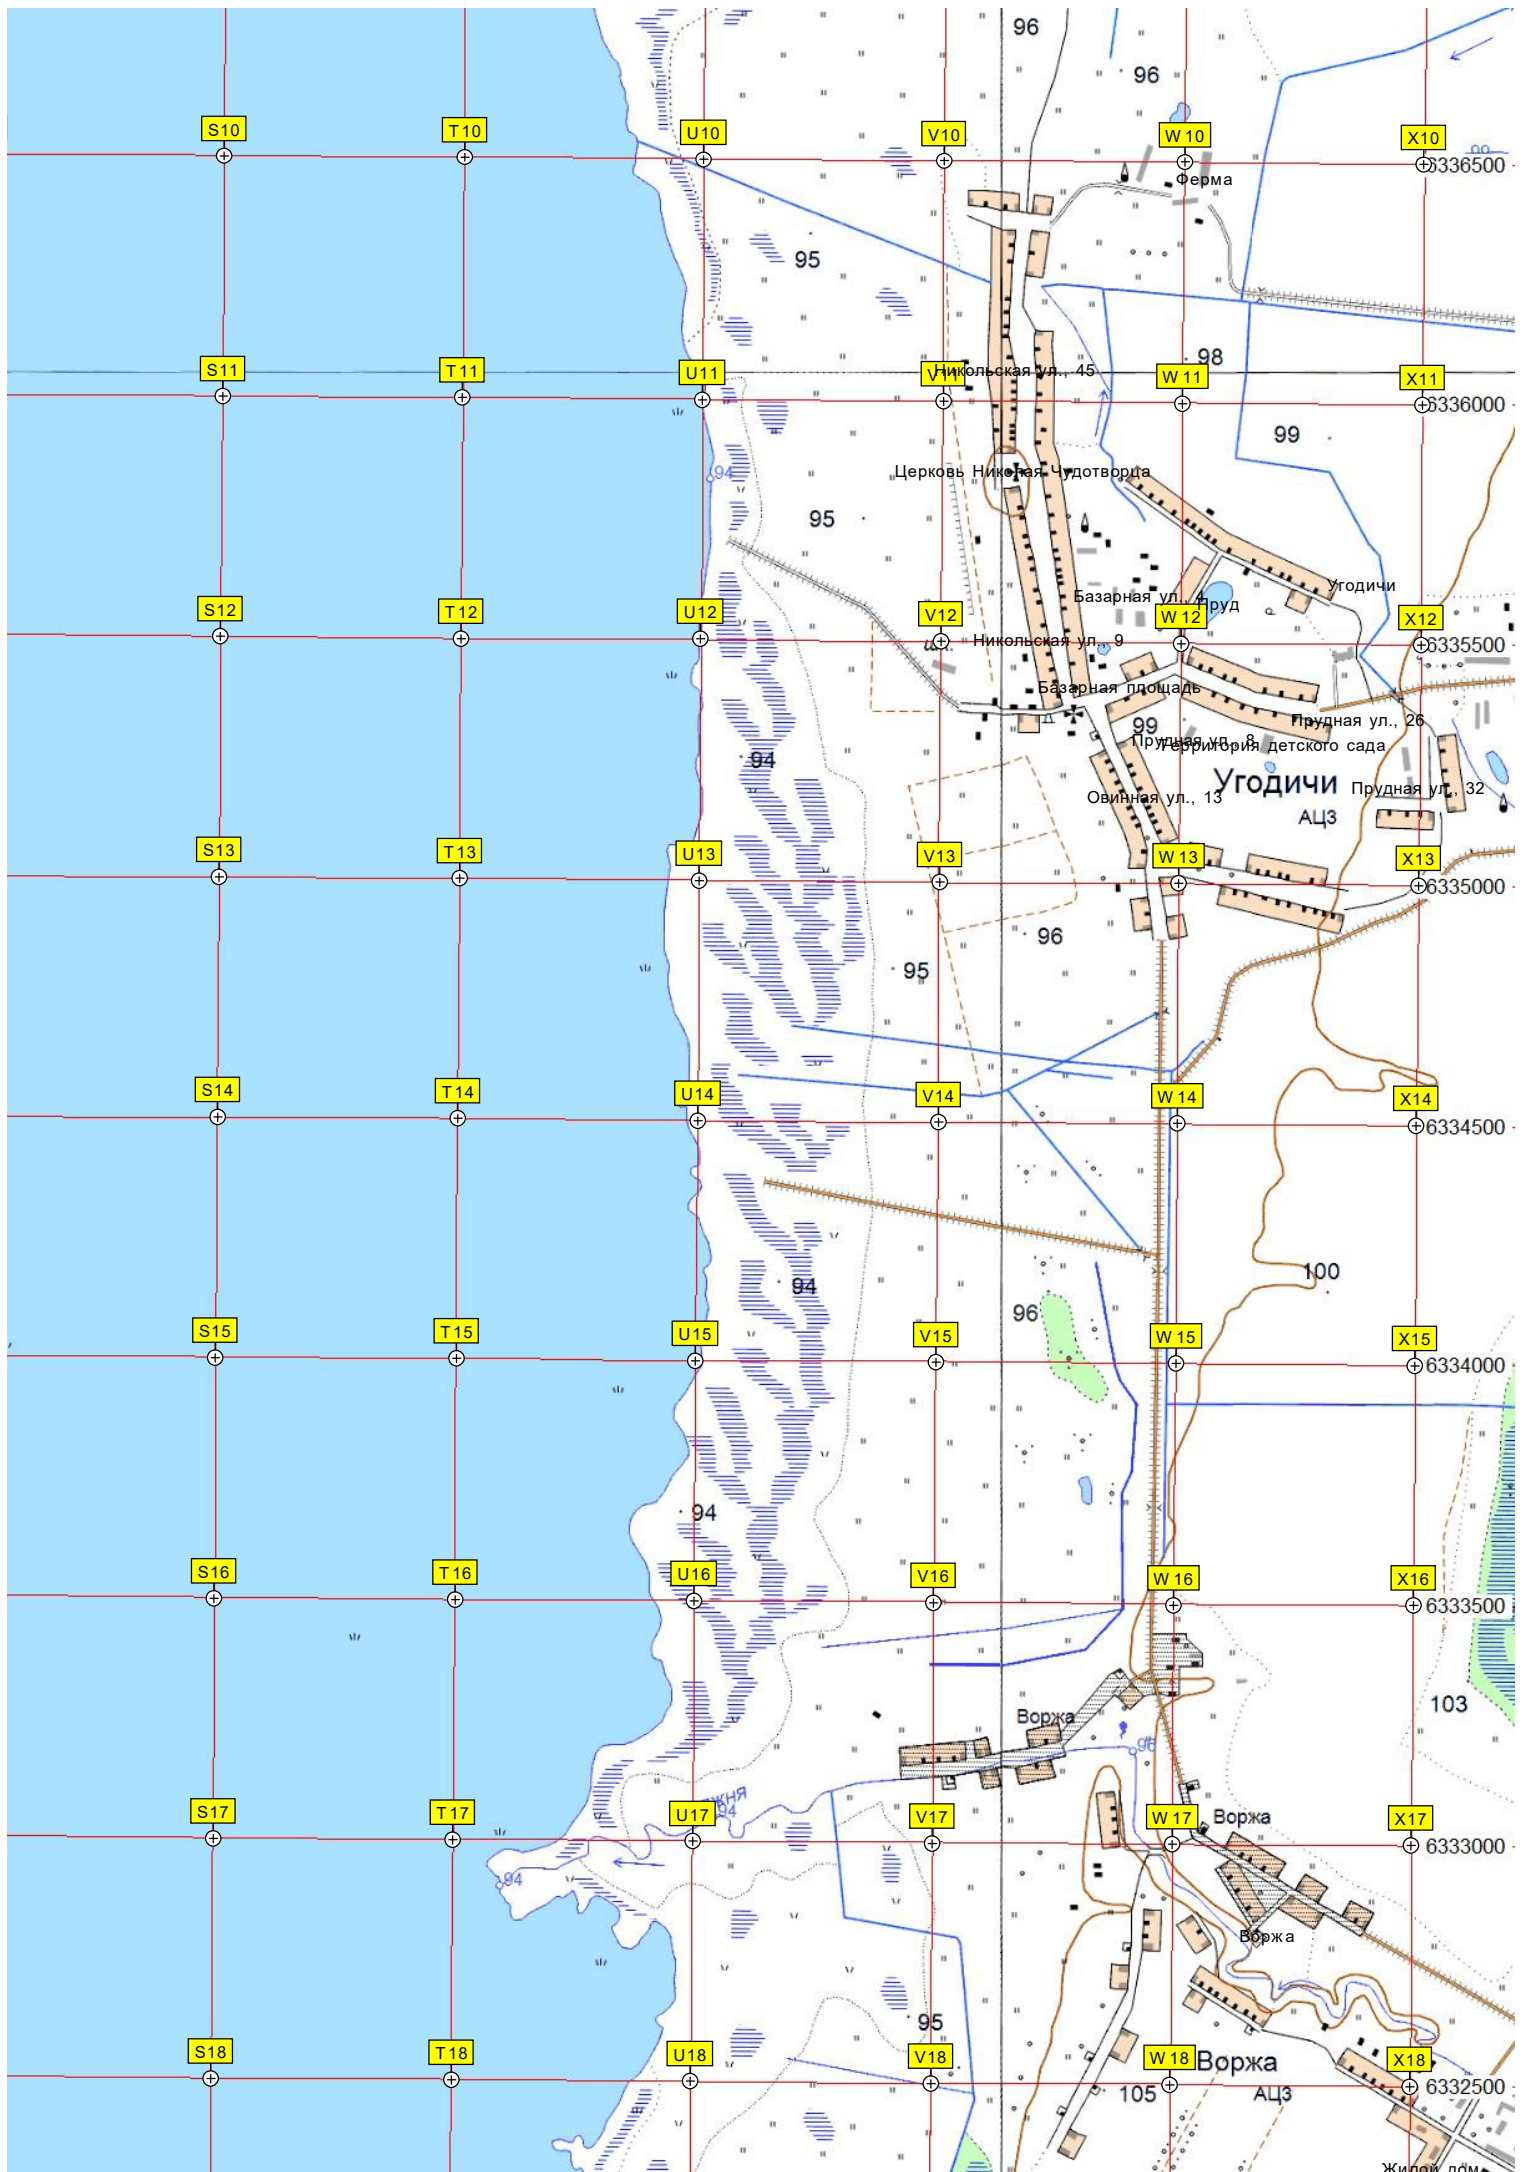 96
96
S10
T10
U10
V10
W10
X10
99
6336500
Ферма
95
98
S11
T11
U11
V11
Никольская ул., 45
W11
X11
6336000
99
Церковь Николая Чудотворца
94
95
Угодичи
Базарная ул., 4
Пруд
S12
T12
U12
V12
W12
X12
Никольская ул., 9
6335500
Базарная площадь
99
Прудная ул., 26
Прудная ул., 8
Территория детского сада
94
Угодичи
Прудная ул., 32
Овинная ул., 13
АЦЗ
S13
T13
U13
V13
W13
X13
6335000
96
95
S14
T14
U14
V14
W14
X14
6334500
100
94
96
S15
T15
U15
V15
W15
X15
6334000
94
S16
T16
U16
V16
W16
X16
6333500
103
Воржа
96
S17
T17
U17
94
V17
W17
Воржа
X17
6333000
94
Воржа
95
S18
T18
U18
V18
W18
Воржа
X18
6332500
105
АЦЗ
Жилой дом